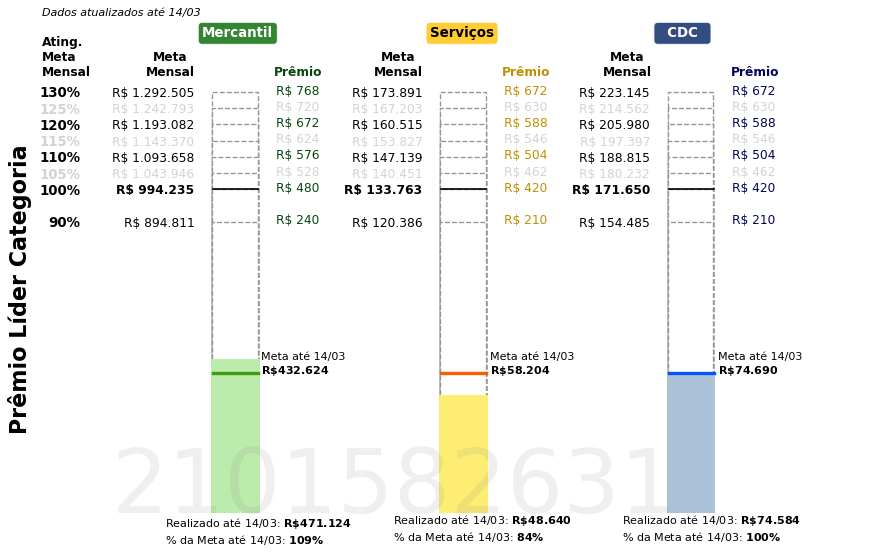 Dados atualizados até 14/03
Mercantil Serviços CDC
Ating. Meta Mensal Meta Mensal Prêmio Meta Mensal Prêmio Meta Mensal Prêmio
130% R$ 1.292.505 R$ 768 R$ 173.891 R$ 672 R$ 223.145 R$ 672
125% R$ 1.242.793 R$ 720 R$ 167.203 R$ 630 R$ 214.562 R$ 630
120% R$ 1.193.082 R$ 672 R$ 160.515 R$ 588 R$ 205.980 R$ 588
115% R$ 1.143.370 R$ 624 R$ 153.827 R$ 546 R$ 197.397 R$ 546
110% R$ 1.093.658 R$ 576 R$ 147.139 R$ 504 R$ 188.815 R$ 504
105% R$ 1.043.946 R$ 528 R$ 140.451 R$ 462 R$ 180.232 R$ 462
100% R$ 994.235 R$ 480 R$ 133.763 R$ 420 R$ 171.650 R$ 420
90% R$ 894.811 R$ 240 R$ 120.386 R$ 210 R$ 154.485 R$ 210
Prêmio Líder Categoria
Meta até 14/03 Meta até 14/03 Meta até 14/03
R$432.624 R$58.204 R$74.690
2101582631
Realizado até 14/03: R$471.124 Realizado até 14/03: R$48.640 Realizado até 14/03: R$74.584
% da Meta até 14/03: 109% % da Meta até 14/03: 84% % da Meta até 14/03: 100%